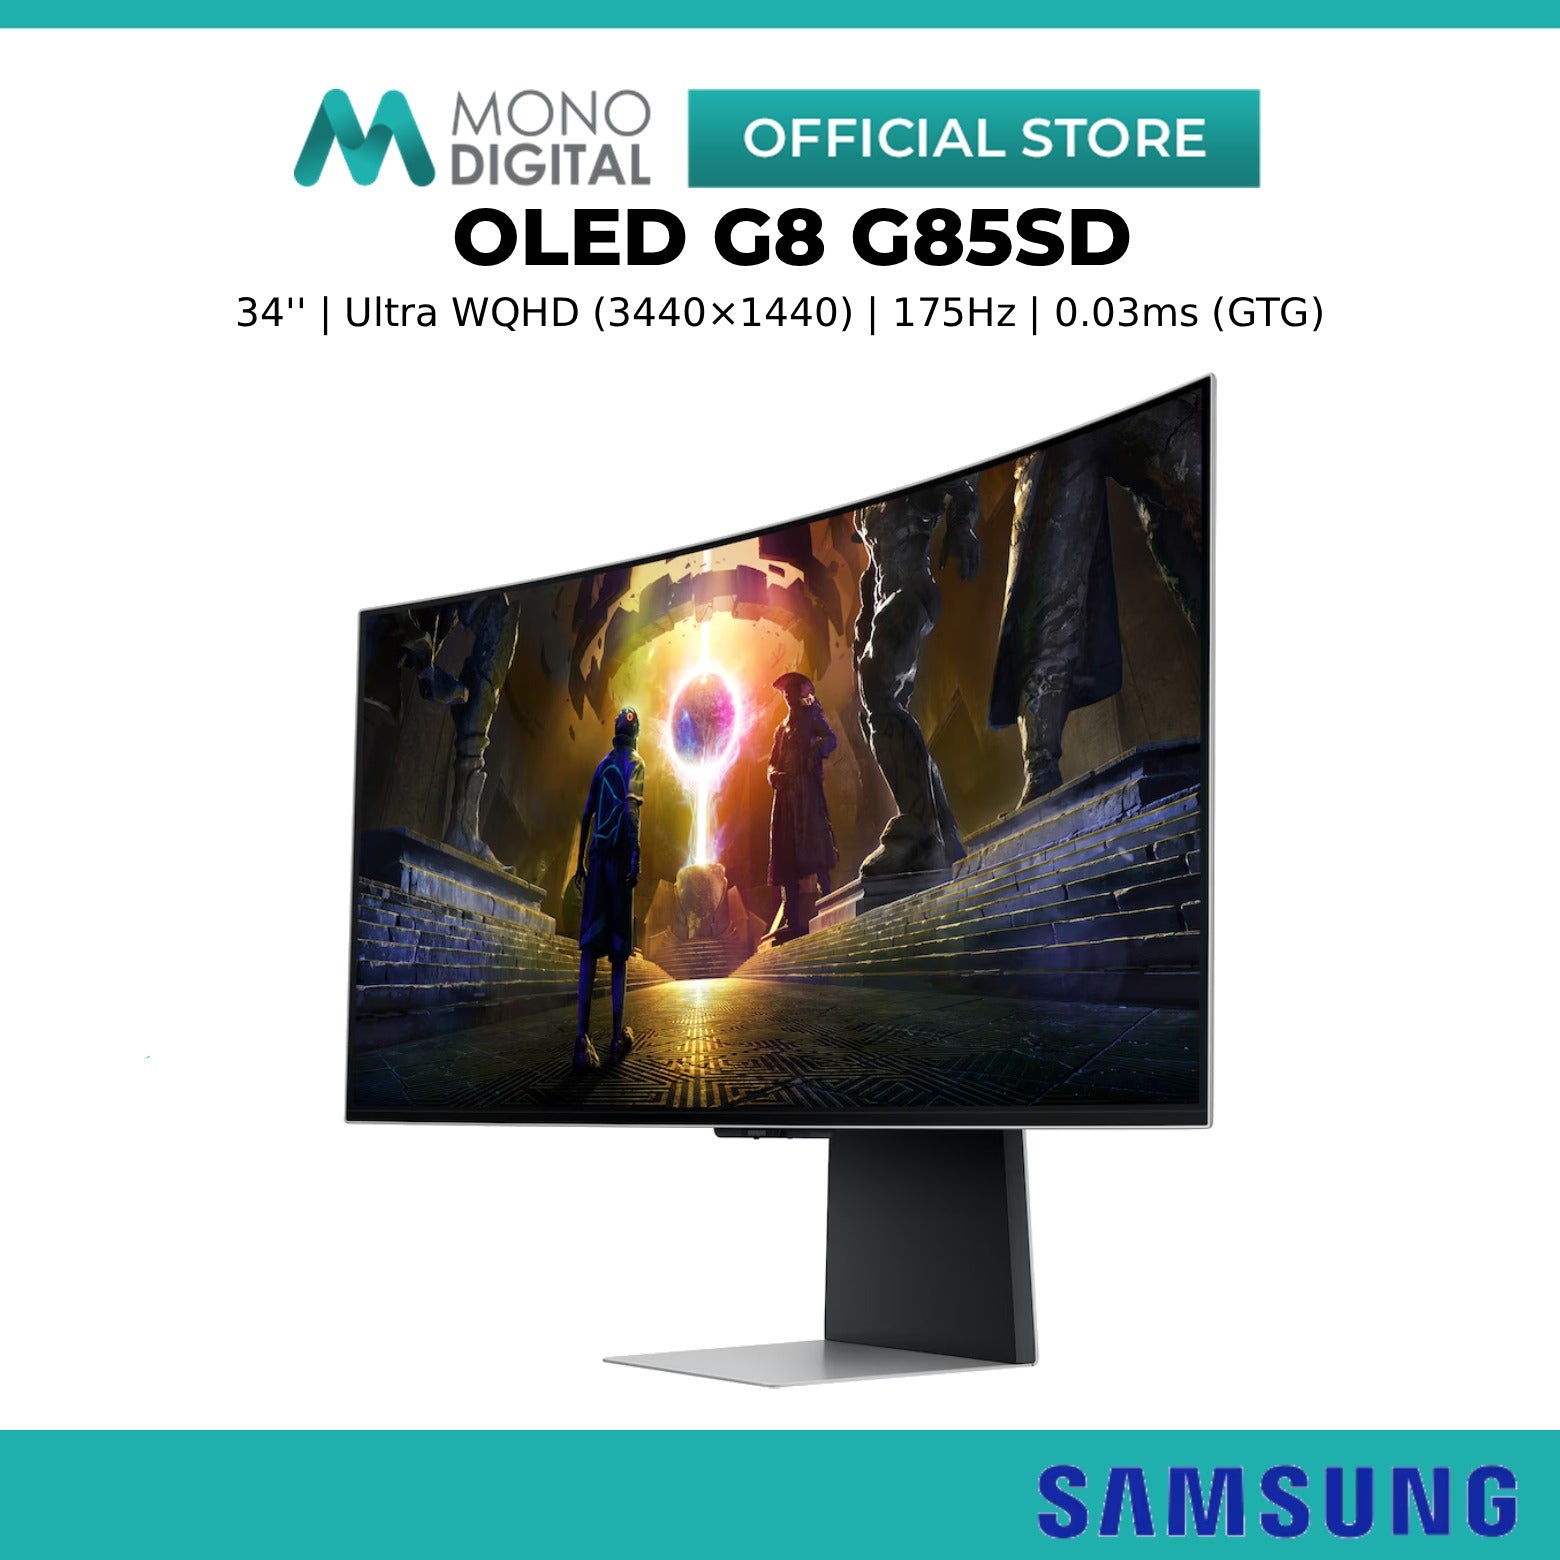 MONO
DIGITAL
OFFICIAL STORE
OLED G8 G85SD
34'' | Ultra WQHD (3440×1440) | 175Hz | 0.03ms (GTG)
SAMSUNG